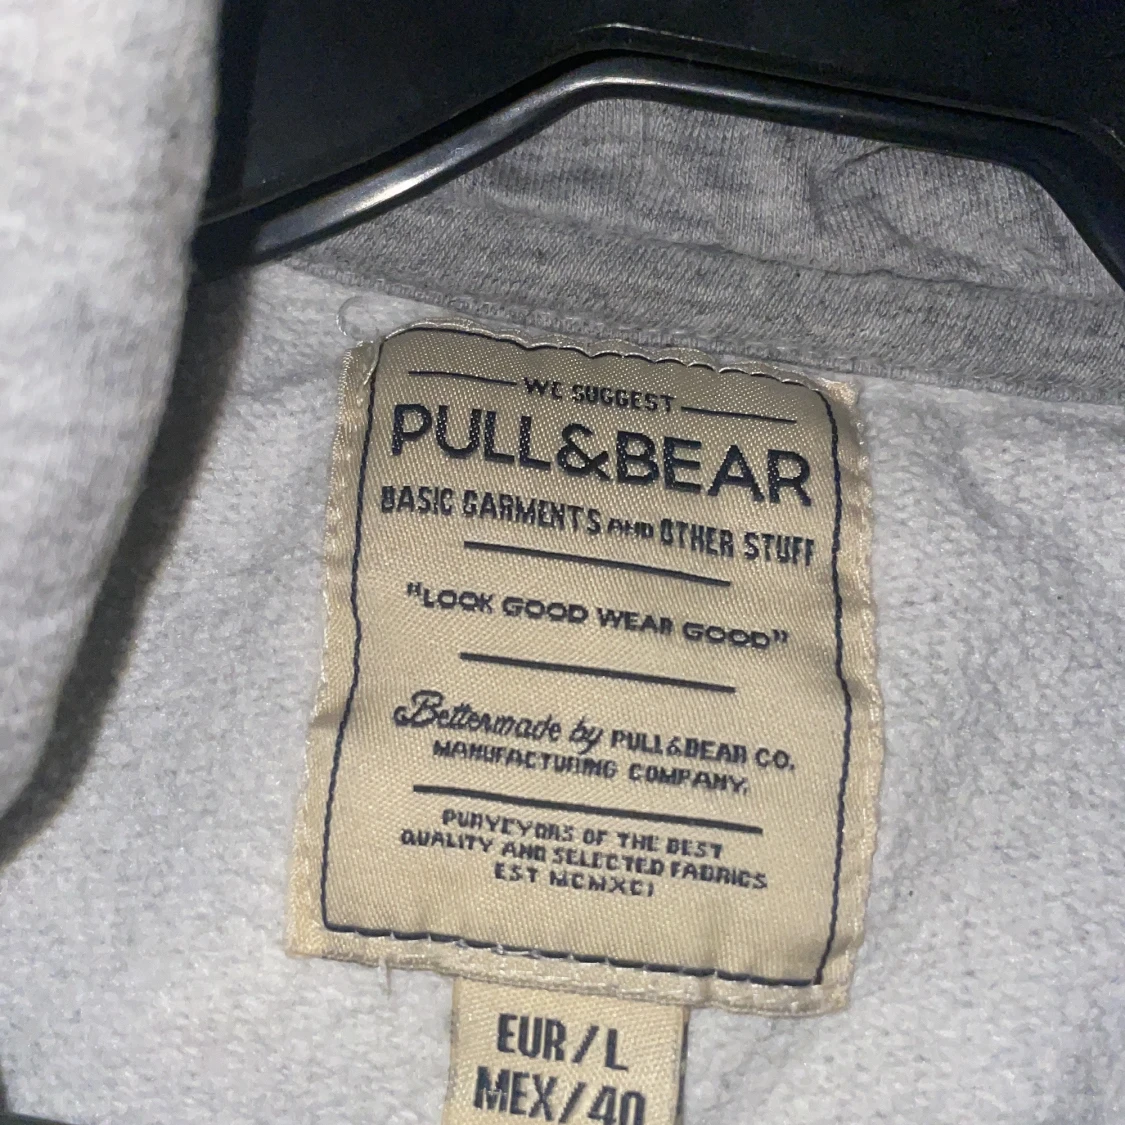 WE SUGGEST
PULL&BEAR
BASIC GARMENTS AND OTHER STUFF
"LOOK GOOD WEAR GOOD"
Bettermade by PULL&BEAR CO.
MANUFACTURING COMPANY,
PURVEYORS OF THE BEST
QUALITY AND SELECTED FABRICS
EST MCMXCI
EUR/L
MEX/40